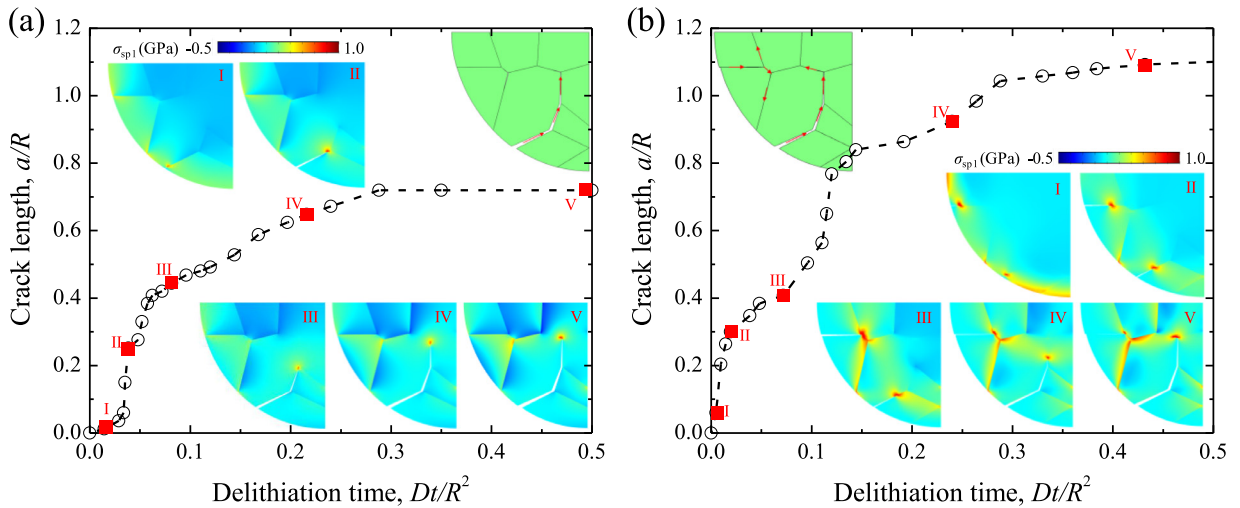 (a)
1.2
1.0
0.8
0.6
0.4
0.2
0.0
Crack length, a/R
σsp1 (GPa) -0.5 1.0
I
II
III
IV
V
I
II
III
IV
V
0.0 0.1 0.2 0.3 0.4 0.5
Delithiation time, Dt/R²
(b)
1.2
1.0
0.8
0.6
0.4
0.2
0.0
Crack length, a/R
σsp1 (GPa) -0.5 1.0
I
II
III
IV
V
I
II
III
IV
V
0.0 0.1 0.2 0.3 0.4 0.5
Delithiation time, Dt/R²